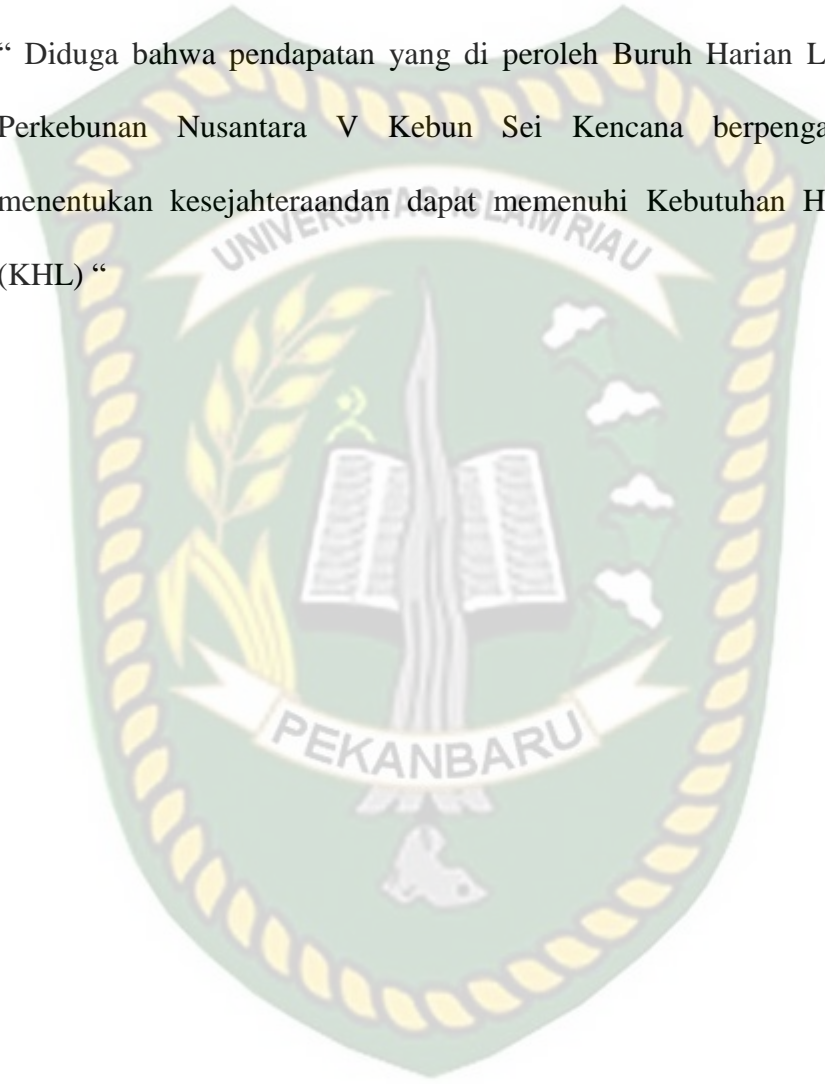 “ Diduga bahwa pendapatan yang di peroleh Buruh Harian L
Perkebunan Nusantara V Kebun Sei Kencana berpenga
menentukan kesejahteraandan dapat memenuhi Kebutuhan H
(KHL) “
UNIVERSITAS ISLAM RIAU
PEKANBARU